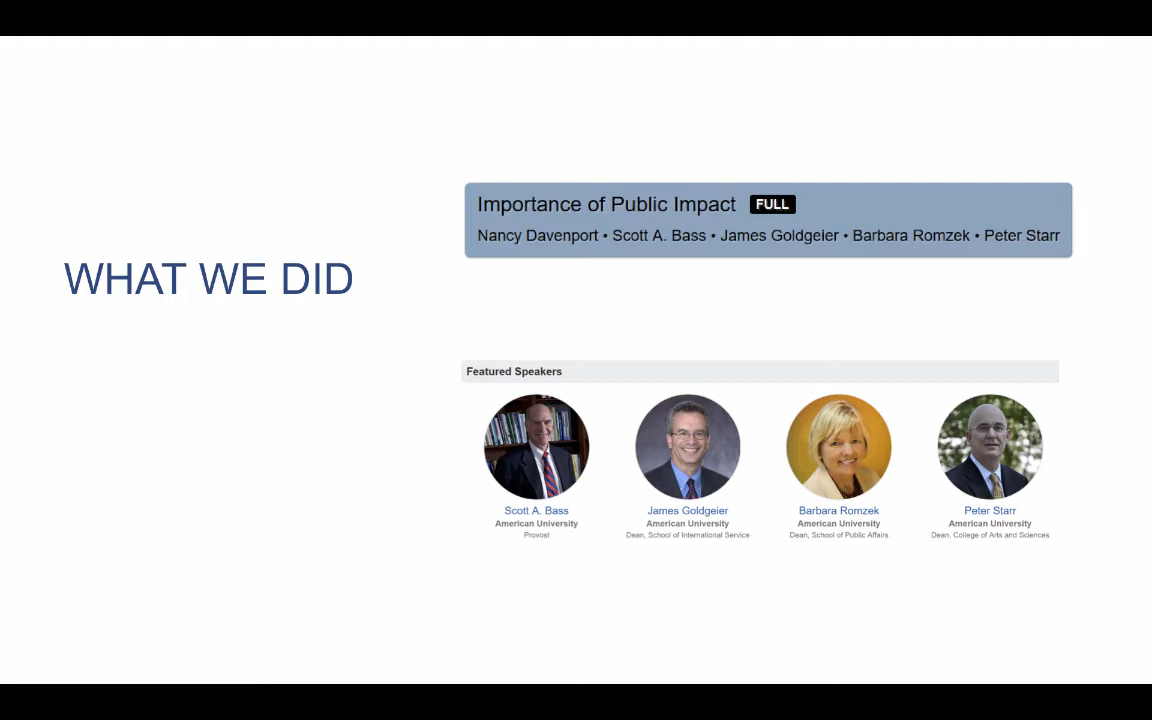 WHAT WE DID
Importance of Public Impact FULL
Nancy Davenport • Scott A. Bass • James Goldgeier • Barbara Romzek • Peter Starr
Featured Speakers
Scott A. Bass
American University
Provost
James Goldgeier
American University
Dean, School of International Service
Barbara Romzek
American University
Dean, School of Public Affairs
Peter Starr
American University
Dean, College of Arts and Sciences